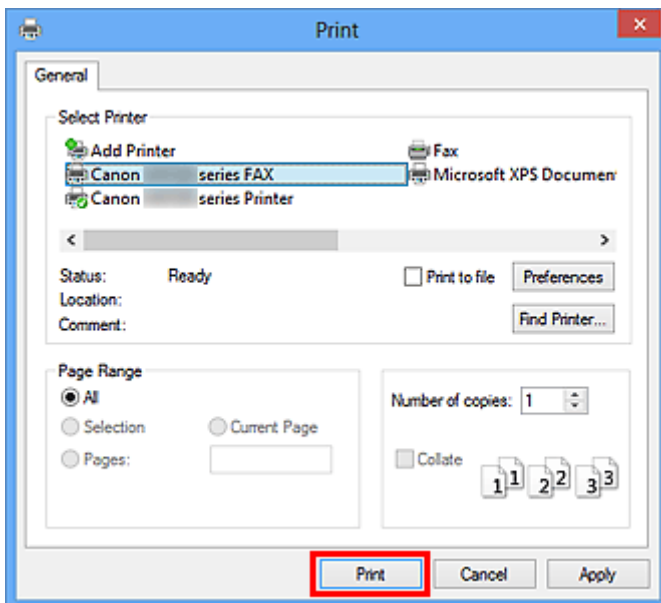 Print
General
Select Printer
Add Printer
Fax
Canon series FAX
Microsoft XPS Documen
Canon series Printer
Status: Ready
Print to file
Preferences
Location:
Comment:
Find Printer...
Page Range
All
Number of copies: 1
Selection
Current Page
Pages:
Collate
1 1 2 2 3 3
Print
Cancel
Apply